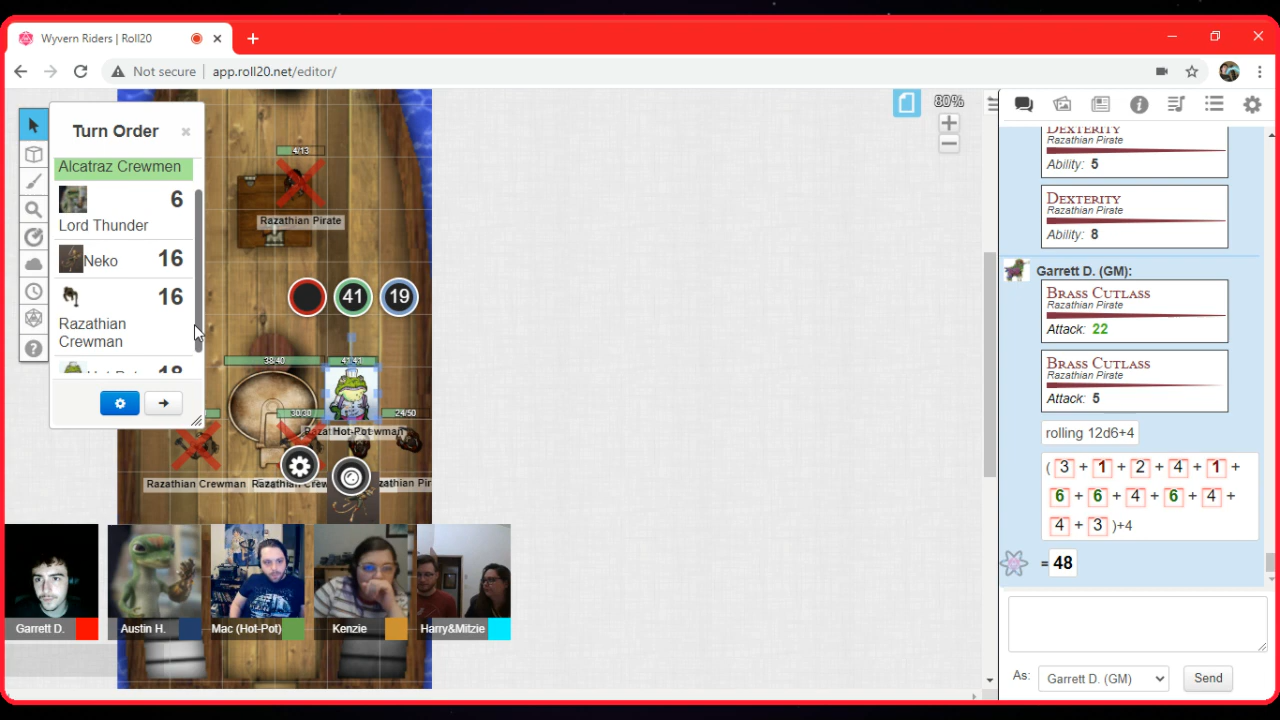 Wyvern Riders | Roll20
Not secure
app.roll20.net/editor/
Turn Order
Alcatraz Crewmen
6
Lord Thunder
Neko 16
16
Razathian
Crewman
18
80%
4/13
Razathian Pirate
41
19
38/40
41/41
30/30
24/50
Hot-Pot
Razathian Crewman
DEXTERITY
Razathian Pirate
Ability: 5
DEXTERITY
Razathian Pirate
Ability: 8
Garrett D. (GM):
BRASS CUTLASS
Razathian Pirate
Attack: 22
BRASS CUTLASS
Razathian Pirate
Attack: 5
rolling 12d6+4
( 3 + 1 + 2 + 4 + 1 +
6 + 6 + 4 + 6 + 4 +
4 + 3 )+4
= 48
As: Garrett D. (GM)
Send
Garrett D.
Austin H.
Mac (Hot-Pot)
Kenzie
Harry&Mitzie